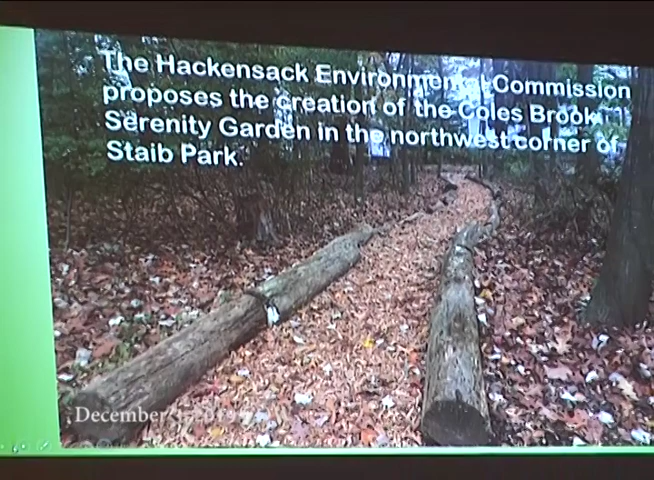 The Hackensack Environmental Commission
proposes the creation of the Coles Brook
Serenity Garden in the northwest corner of
Staib Park.
December